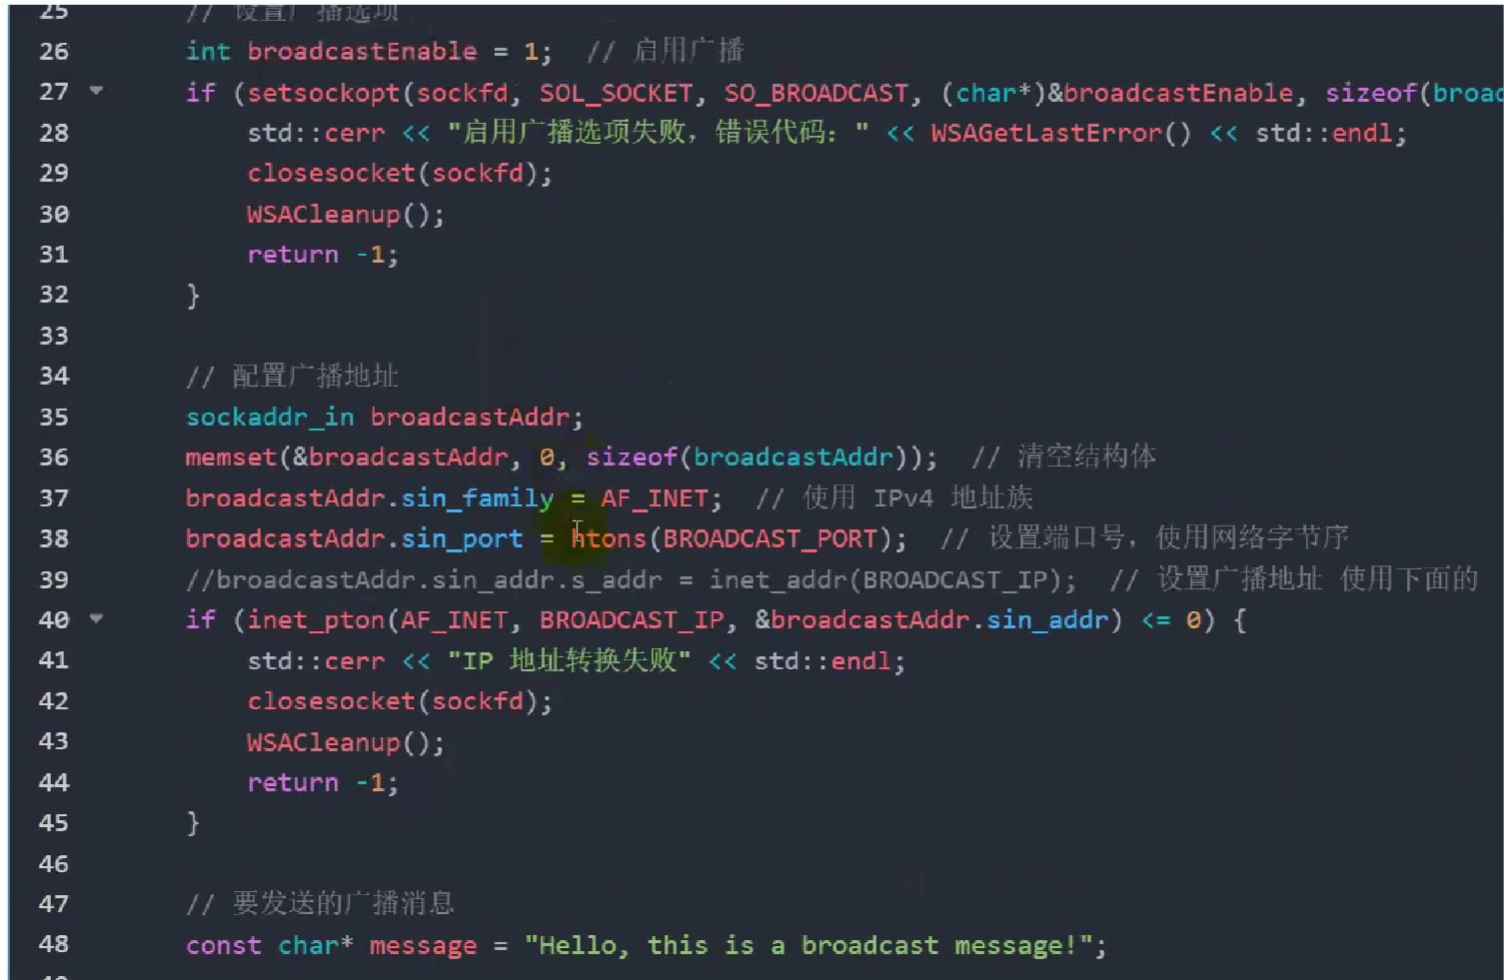 25 // 设置广播选项
26 int broadcastEnable = 1; // 启用广播
27 if (setsockopt(sockfd, SOL_SOCKET, SO_BROADCAST, (char*)&broadcastEnable, sizeof(broad
28 std::cerr << "启用广播选项失败，错误代码：" << WSAGetLastError() << std::endl;
29 closesocket(sockfd);
30 WSACleanup();
31 return -1;
32 }
33
34 // 配置广播地址
35 sockaddr_in broadcastAddr;
36 memset(&broadcastAddr, 0, sizeof(broadcastAddr)); // 清空结构体
37 broadcastAddr.sin_family = AF_INET; // 使用 IPv4 地址族
38 broadcastAddr.sin_port = htons(BROADCAST_PORT); // 设置端口号，使用网络字节序
39 //broadcastAddr.sin_addr.s_addr = inet_addr(BROADCAST_IP); // 设置广播地址 使用下面的
40 if (inet_pton(AF_INET, BROADCAST_IP, &broadcastAddr.sin_addr) <= 0) {
41 std::cerr << "IP 地址转换失败" << std::endl;
42 closesocket(sockfd);
43 WSACleanup();
44 return -1;
45 }
46
47 // 要发送的广播消息
48 const char* message = "Hello, this is a broadcast message!";